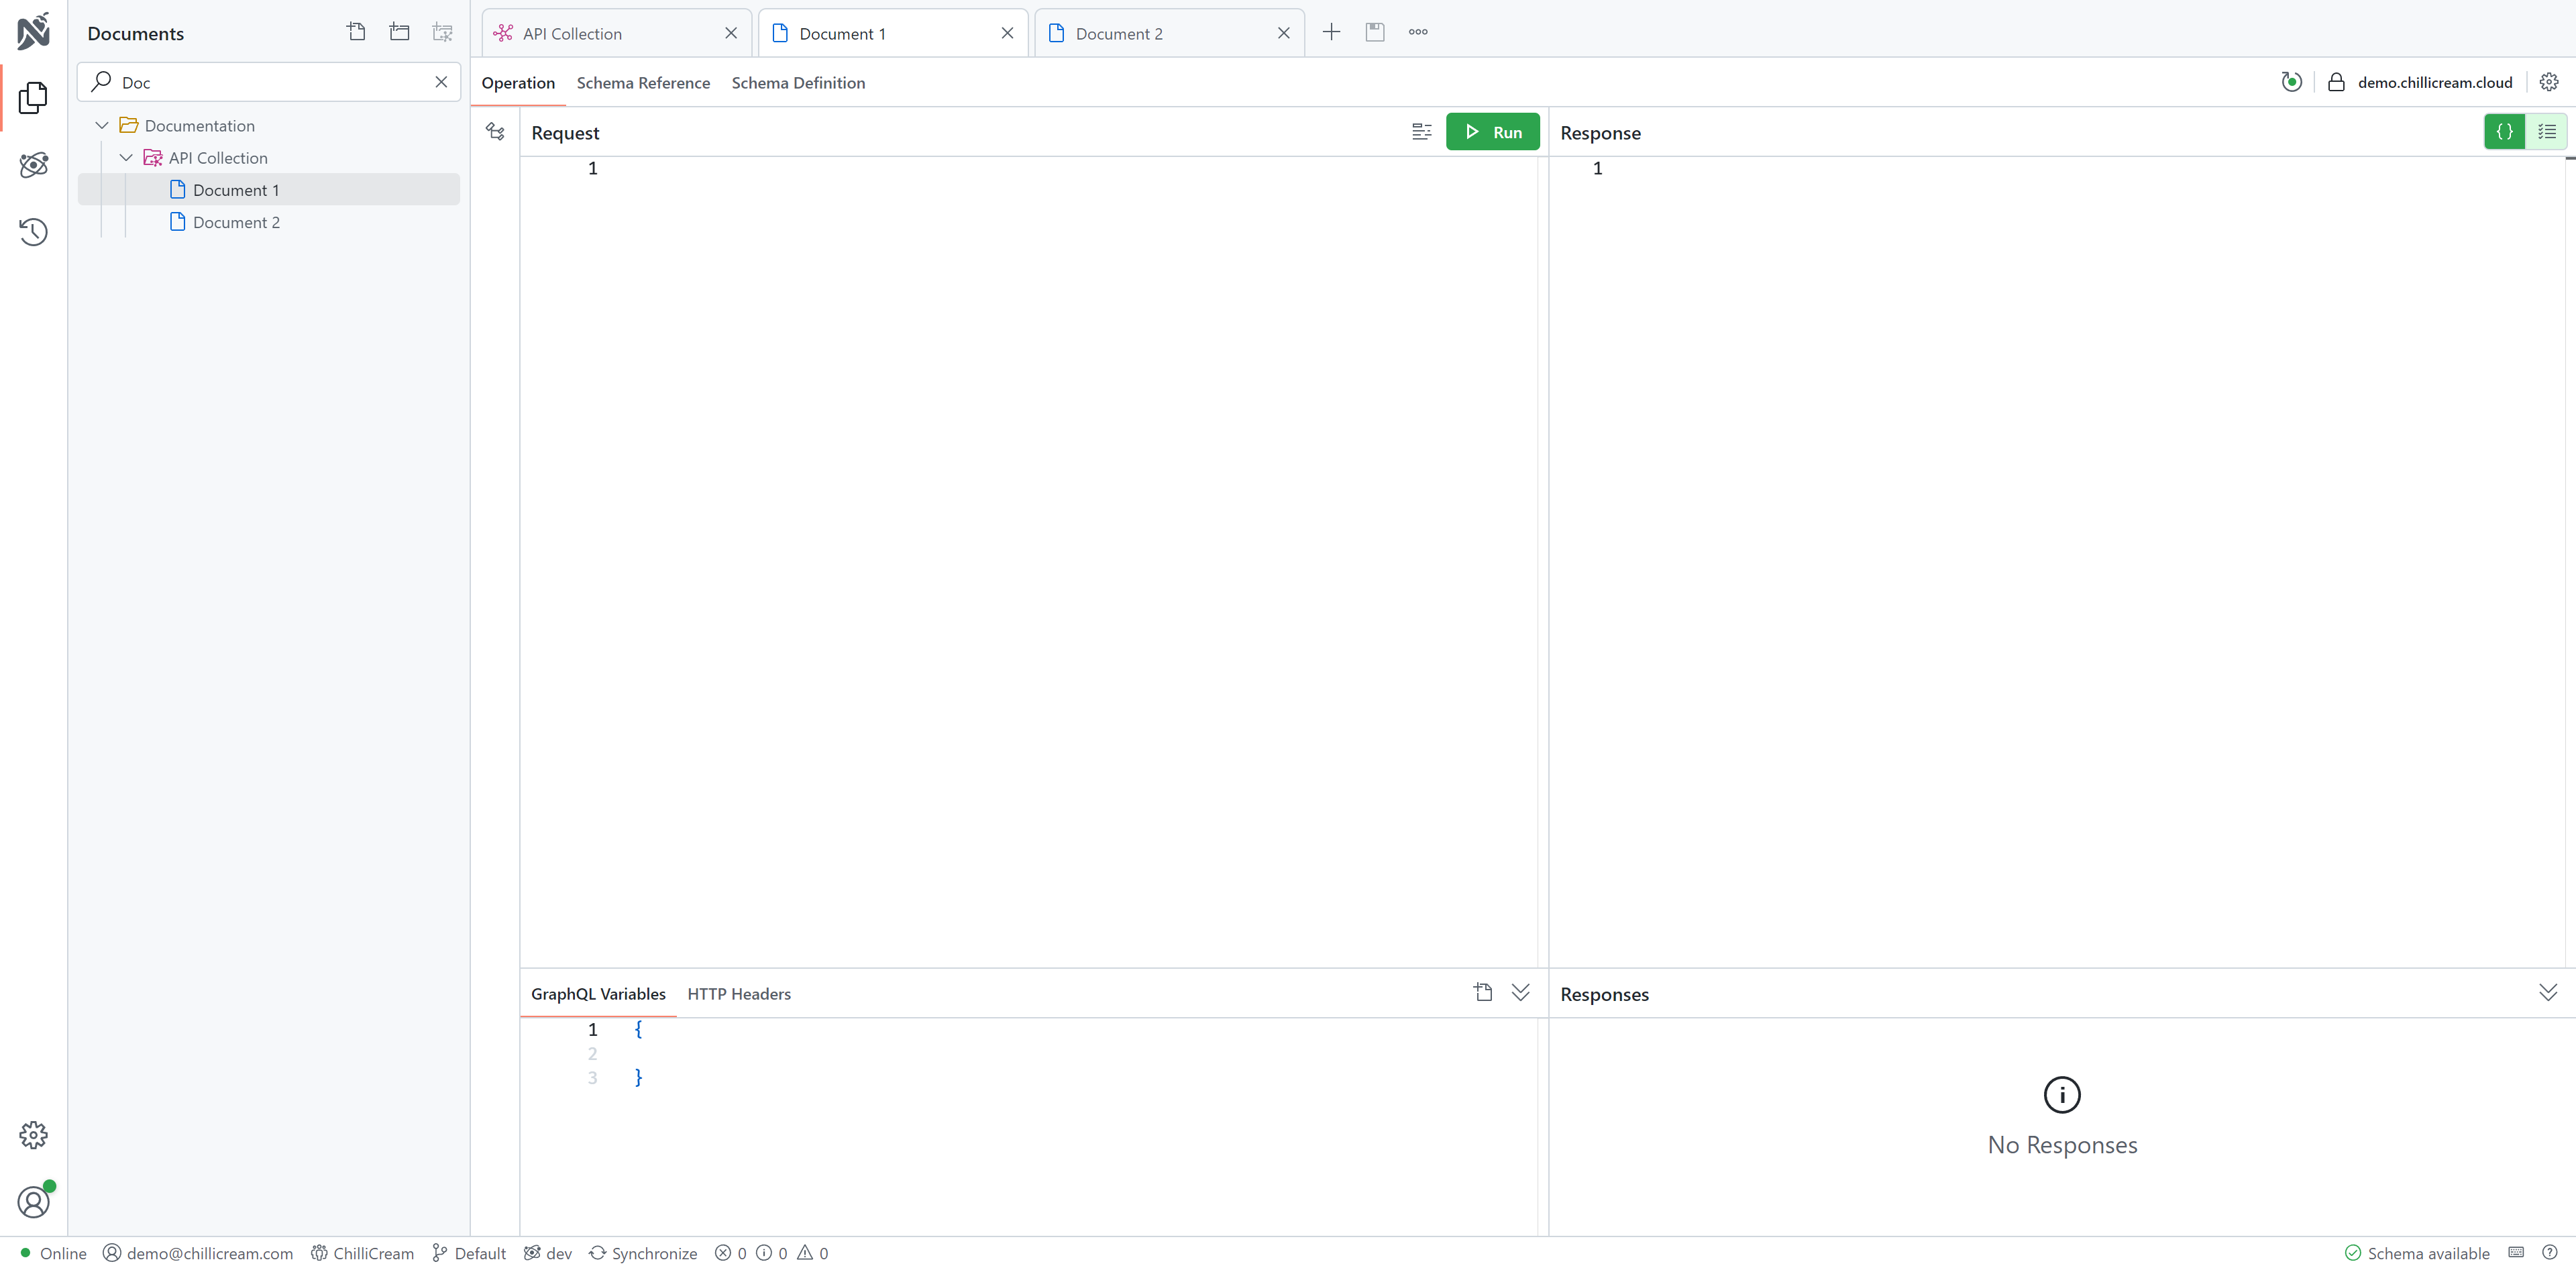 Documents
API Collection
Document 1
Document 2
Doc
Operation
Schema Reference
Schema Definition
demo.chillicream.cloud
Documentation
API Collection
Document 1
Document 2
Request
Run
Response
{ }
1
1
GraphQL Variables
HTTP Headers
Responses
1 {
2
3 }
No Responses
Online
demo@chillicream.com
ChilliCream
Default
dev
Synchronize
0
0
0
Schema available